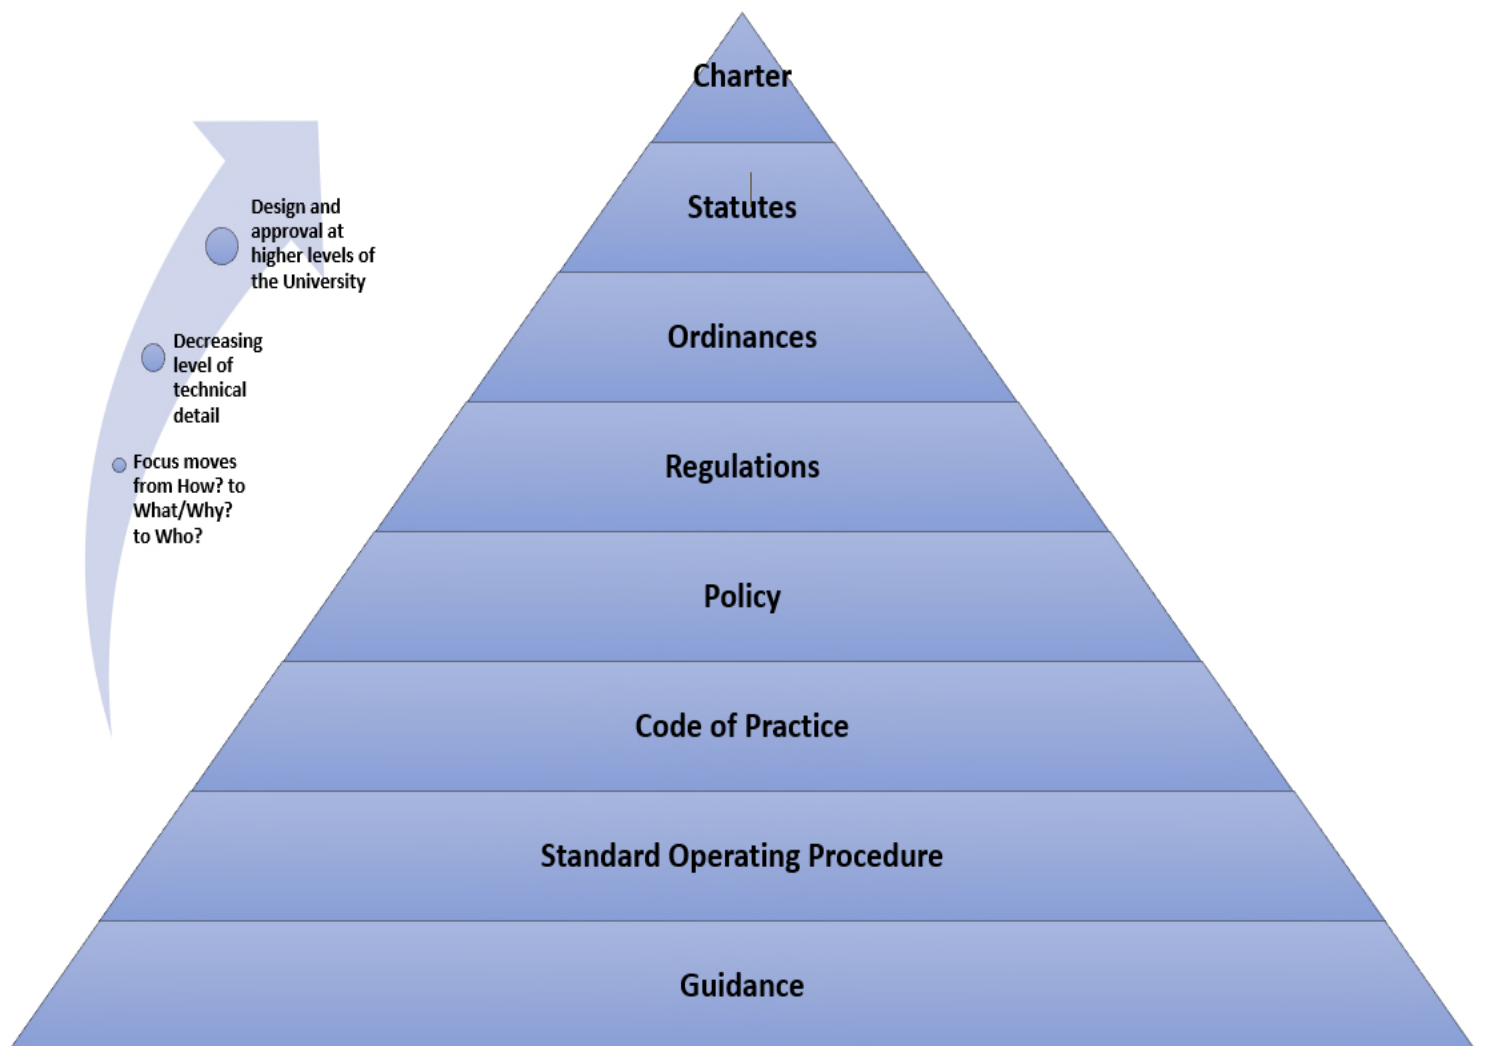 Charter
Statutes
Ordinances
Regulations
Policy
Code of Practice
Standard Operating Procedure
Guidance
Design and
approval at
higher levels of
the University
Decreasing
level of
technical
detail
Focus moves
from How? to
What/Why?
to Who?